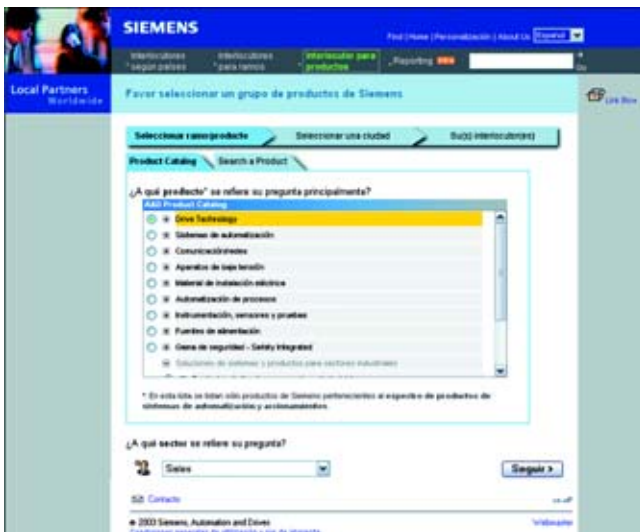 SIEMENS
Find | Home | Personalización | About Us Español
Interlocutores según países
Interlocutores para ramos
Interlocutor para productos
Reporting
Local Partners
Worldwide
Favor seleccionar un grupo de productos de Siemens
Link Box
Seleccionar ramo/producto
Seleccionar una ciudad
Su(s) interlocutor(es)
Product Catalog
Search a Product
¿A qué producto* se refiere su pregunta principalmente?
A&D Product Catalog
Drive Technology
Sistemas de automatización
Comunicación/redes
Aparatos de baja tensión
Material de instalación eléctrica
Automatización de procesos
Instrumentación, sensores y pruebas
Fuentes de alimentación
Gama de seguridad - Safety Integrated
Soluciones de sistemas y productos para sectores industriales
* En esta lista se listan sólo productos de Siemens pertenecientes al espectro de productos de
sistemas de automatización y accionamientos.
¿A qué sector se refiere su pregunta?
Sales
Seguir >
Contacto
© 2003 Siemens, Automation and Drives
Webmaster